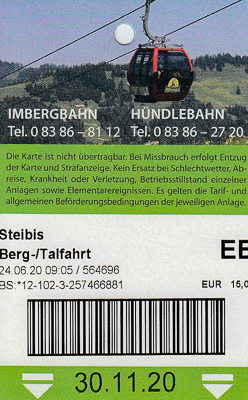 IMBERGBAHN HÜNDLEBAHN
Tel. 0 83 86 – 81 12 Tel. 0 83 86 – 27 20
Die Karte ist nicht übertragbar. Bei Missbrauch erfolgt Entzug
der Karte und Strafanzeige. Kein Ersatz bei Schlechtwetter, Ab-
reise, Krankheit oder Verletzung, Betriebsstillstand einzelner
Anlagen sowie Elementarereignissen. Es gelten die Tarif- und
allgemeinen Beförderungsbedingungen der jeweiligen Anlage.
Steibis
Berg-/Talfahrt
24.06.20 09:05 / 564696
BS:*12-102-3-257466881
EUR 15,0
30.11.20